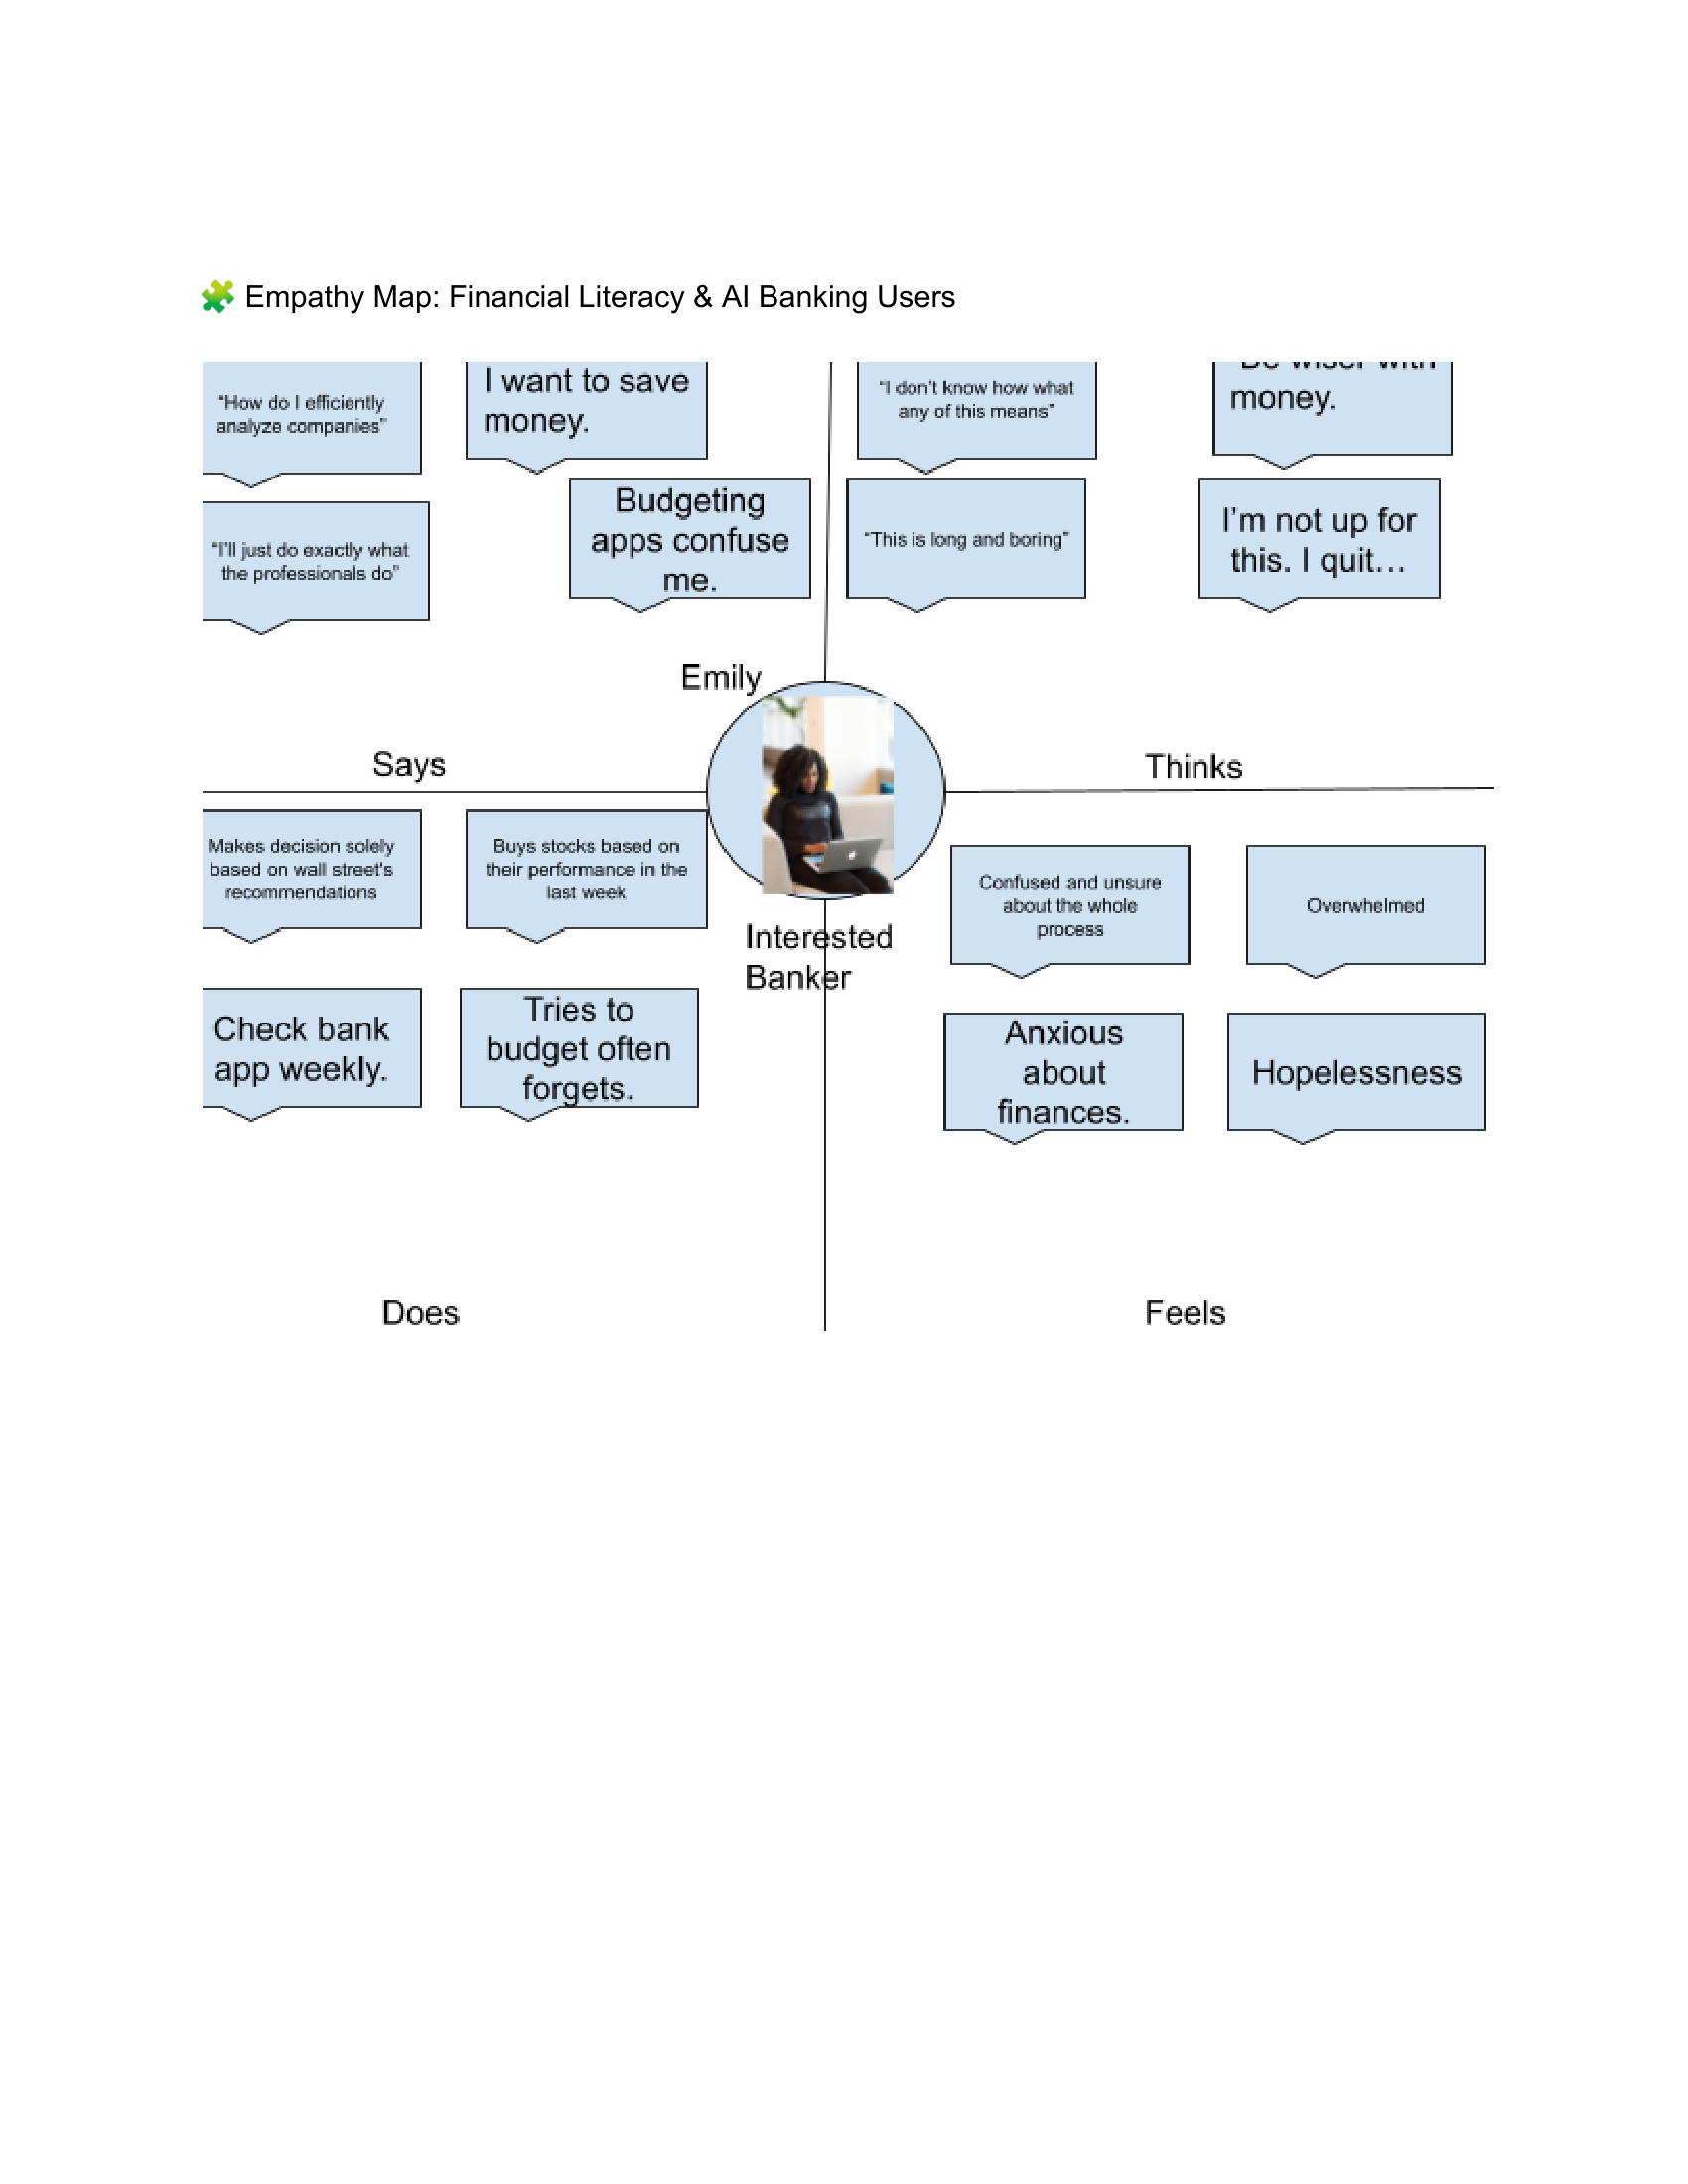 🧩 Empathy Map: Financial Literacy & AI Banking Users
“How do I efficiently
analyze companies”
I want to save
money.
“I’ll just do exactly what
the professionals do”
Budgeting
apps confuse
me.
“I don’t know how what
any of this means”
Be wiser with
money.
“This is long and boring”
I’m not up for
this. I quit…
Emily
Says
Thinks
Makes decision solely
based on wall street's
recommendations
Buys stocks based on
their performance in the
last week
Interested
Banker
Check bank
app weekly.
Tries to
budget often
forgets.
Confused and unsure
about the whole
process
Overwhelmed
Anxious
about
finances.
Hopelessness
Does
Feels